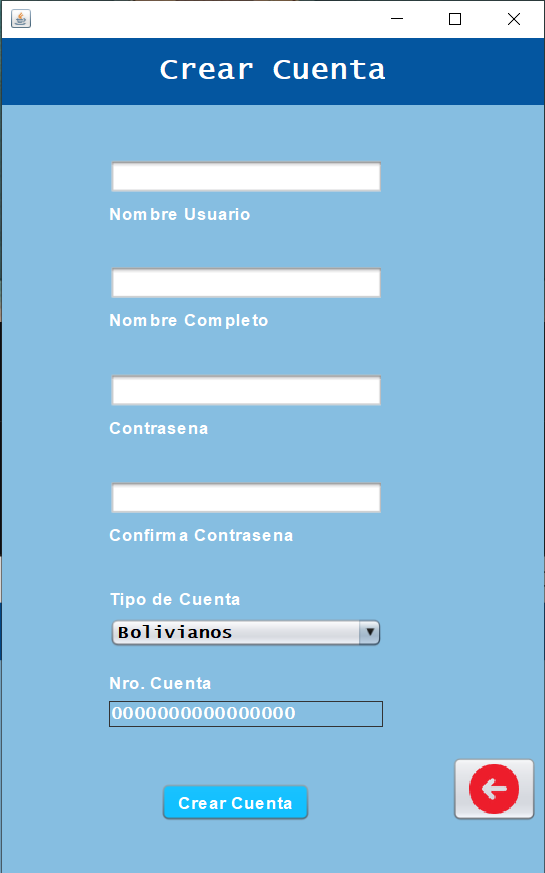 Crear Cuenta
Nombre Usuario
Nombre Completo
Contrasena
Confirma Contrasena
Tipo de Cuenta
Bolivianos
Nro. Cuenta
0000000000000000
Crear Cuenta